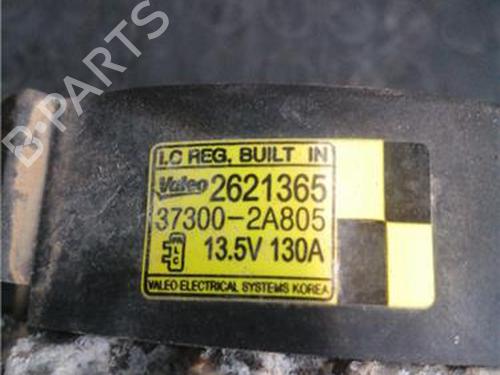 B-PARTS
I.C REG, BUILT IN
Valeo 2621365
37300-2A805
L
C
13.5V 130A
VALEO ELECTRICAL SYSTEMS KOREA